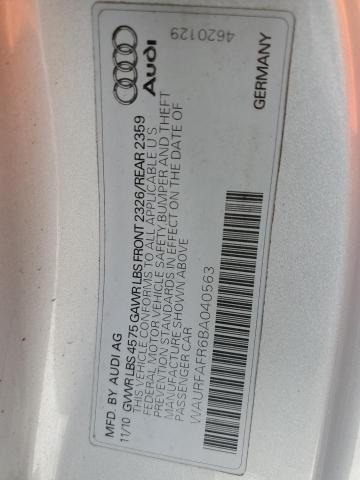 MFD. BY AUDI AG
11/10 GVWR LBS 4575 GAWR LBS FRONT 2326/REAR 2359
THIS VEHICLE CONFORMS TO ALL APPLICABLE U.S.
FEDERAL MOTOR VEHICLE SAFETY, BUMPER AND THEFT
PREVENTION STANDARDS IN EFFECT ON THE DATE OF
MANUFACTURE SHOWN ABOVE
PASSENGER CAR
WAURFAFR6BA040563
Audi
GERMANY
4620129